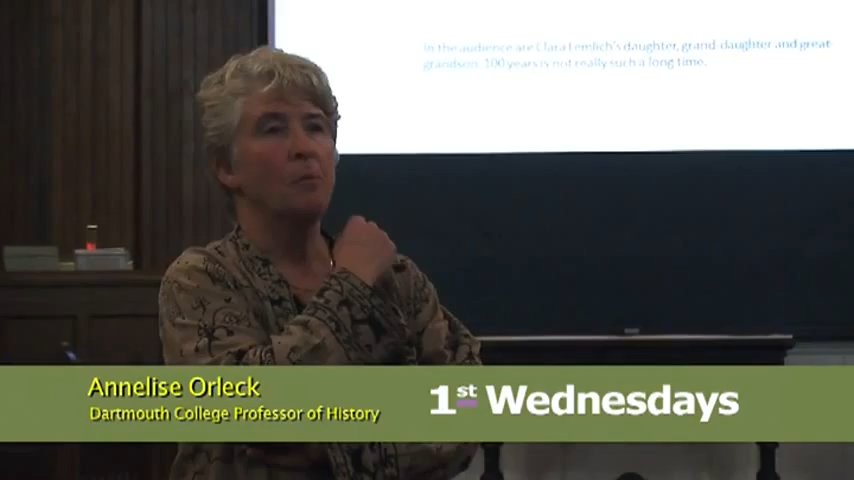 In the audience are Clara Lemlich's daughter, grand-daughter and great-
grandson. 100 years is not really such a long time.
Annelise Orleck
Dartmouth College Professor of History
1st Wednesdays